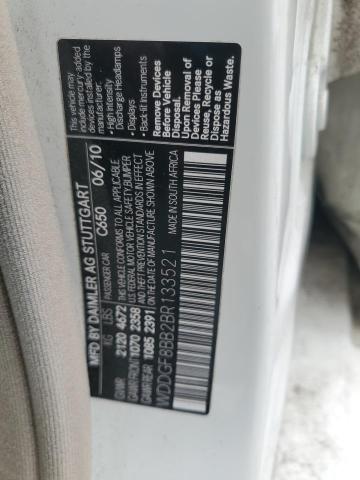 MFD BY DAIMLER AG STUTTGART
PASSENGER CAR C650 06/10
KG LBS
GVWR 2120 4672
GAWR FRONT 1070 2358
GAWR REAR 1085 2391
THIS VEHICLE CONFORMS TO ALL APPLICABLE
U.S. FEDERAL MOTOR VEHICLE SAFETY, BUMPER
AND THEFT PREVENTION STANDARDS IN EFFECT
ON THE DATE OF MANUFACTURE SHOWN ABOVE
MADE IN SOUTH AFRICA
WDDGF8BB2BR133521
This vehicle may
include mercury added
devices installed by
manufacturer:
• High Intensity
Discharge Headlamps
• Displays
• Back-lit Instruments
Remove Devices
Before Vehicle
Disposal.
Upon Removal of
Devices Please
Reuse, Recycle or
Dispose as
Hazardous Waste.